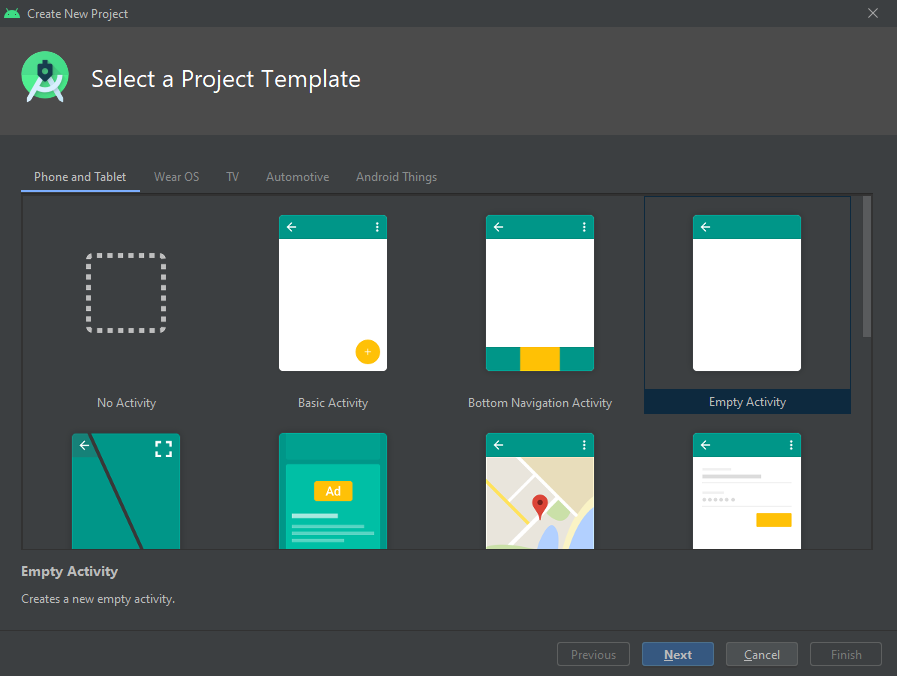 Create New Project
Select a Project Template
Phone and Tablet
Wear OS
TV
Automotive
Android Things
No Activity
Basic Activity
Bottom Navigation Activity
Empty Activity
Ad
Empty Activity
Creates a new empty activity.
Previous
Next
Cancel
Finish